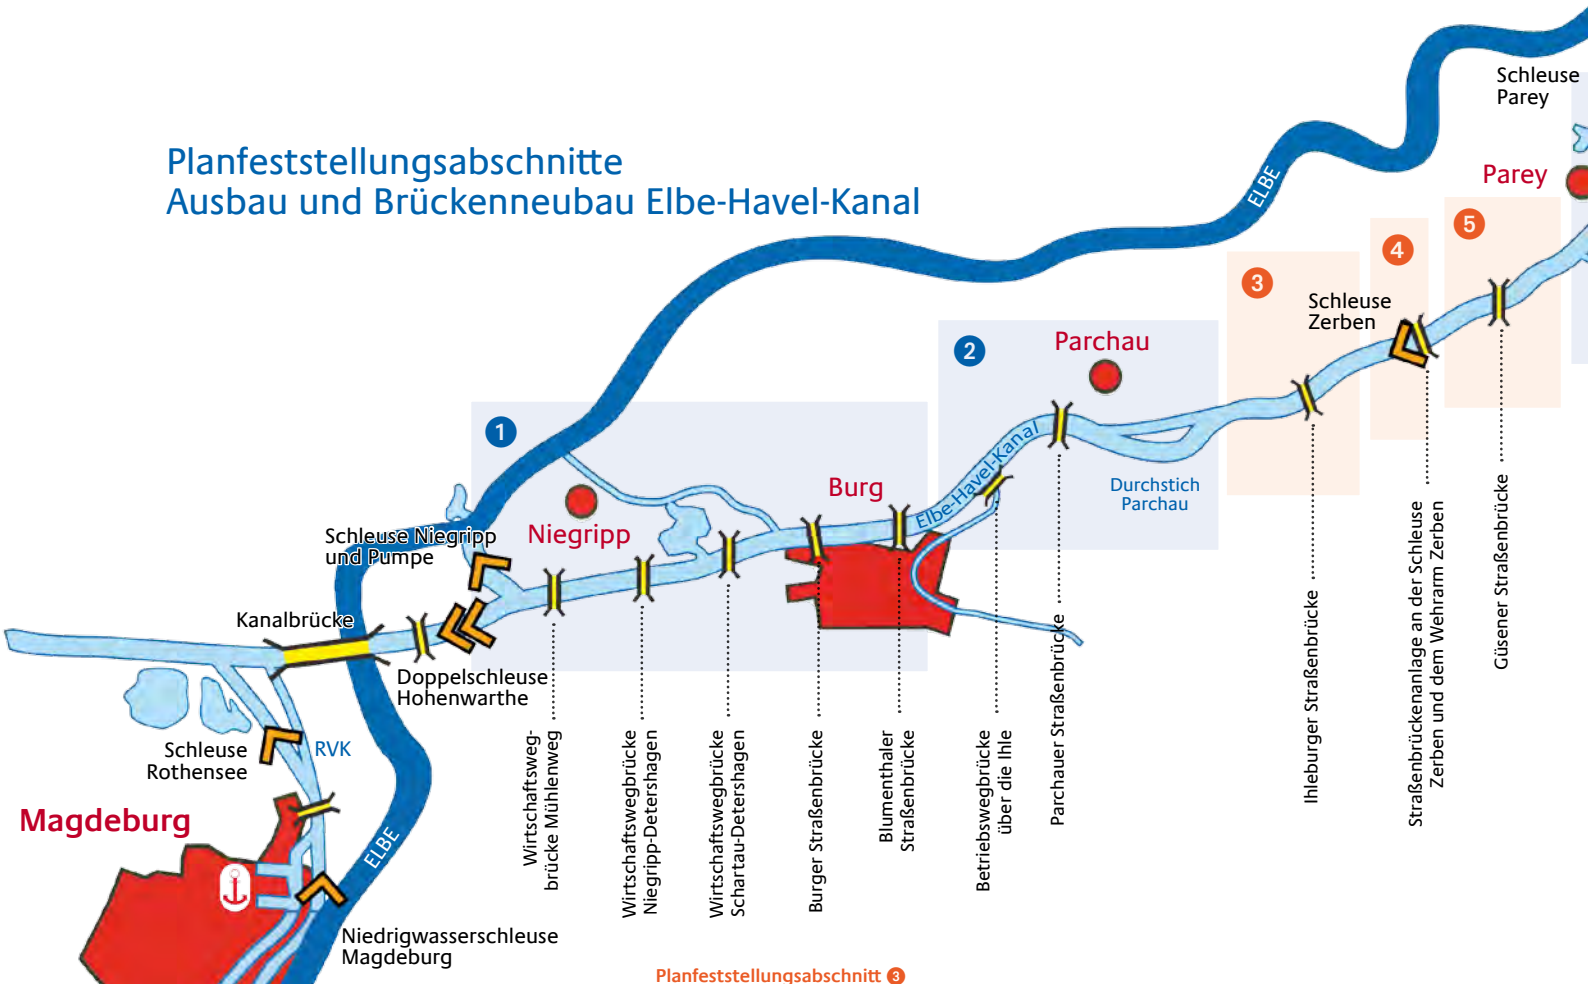 Planfeststellungsabschnitte
Ausbau und Brückenneubau Elbe-Havel-Kanal
Schleuse
Parey
Parey
ELBE
5
4
3
Schleuse
Zerben
2
Parchau
1
Elbe-Havel-Kanal
Durchstich
Parchau
Burg
Niegripp
Schleuse Niegripp
und Pumpe
Kanalbrücke
Doppelschleuse
Hohenwarthe
Schleuse
Rothensee
RVK
Magdeburg
ELBE
Niedrigwasserschleuse
Magdeburg
Wirtschaftsweg-
brücke Mühlenweg
Wirtschaftswegbrücke
Niegripp-Detershagen
Wirtschaftswegbrücke
Schartau-Detershagen
Burger Straßenbrücke
Blumenthaler
Straßenbrücke
Betriebswegbrücke
über die Ihle
Parchauer Straßenbrücke
Ihleburger Straßenbrücke
Straßenbrückenanlage an der Schleuse
Zerben und dem Wehrarm Zerben
Güsener Straßenbrücke
Planfeststellungsabschnitt 3